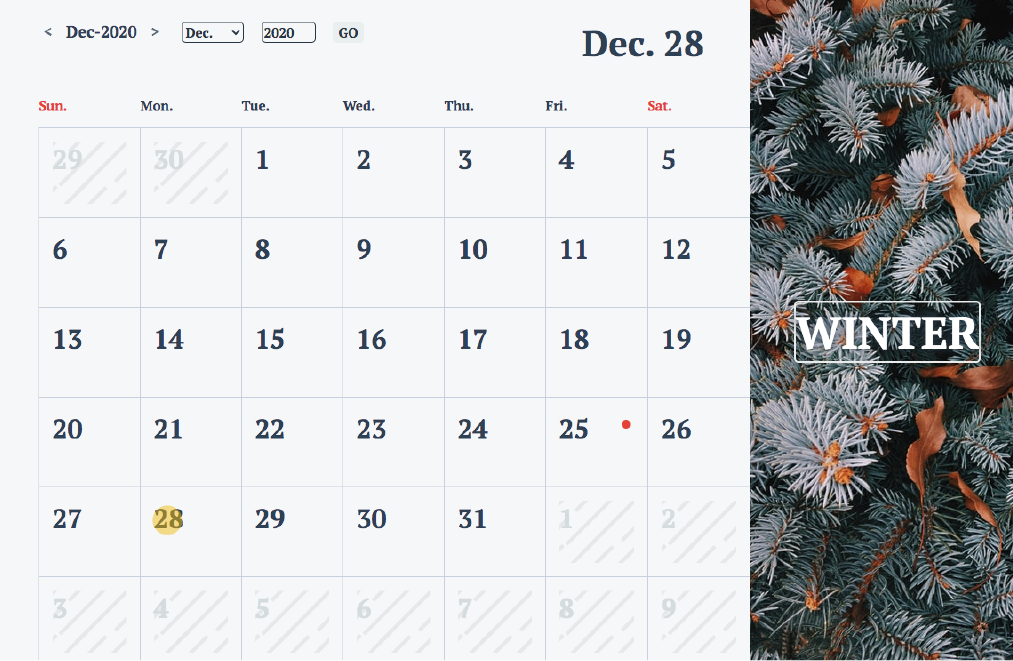 < Dec-2020 > Dec. 2020 GO
Dec. 28
Sun. Mon. Tue. Wed. Thu. Fri. Sat.
29 30 1 2 3 4 5
6 7 8 9 10 11 12
13 14 15 16 17 18 19
WINTER
20 21 22 23 24 25 26
27 28 29 30 31 1 2
3 4 5 6 7 8 9